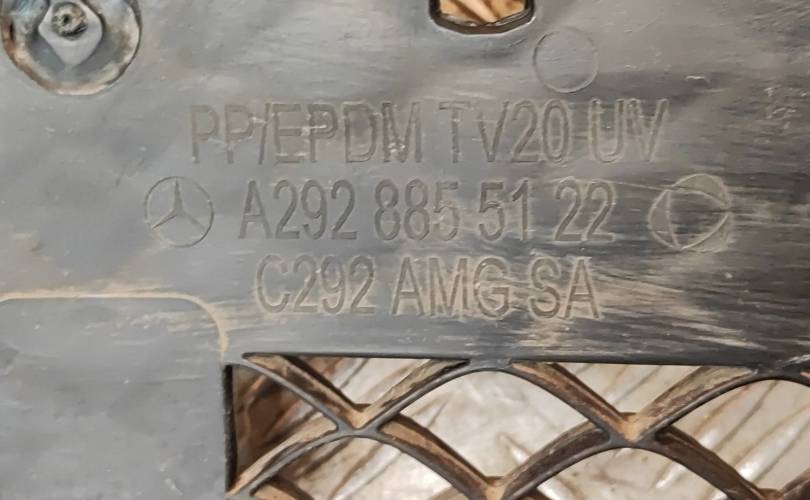 PP/EPDM TV20 UV
A292 885 51 22
C292 AMG SA